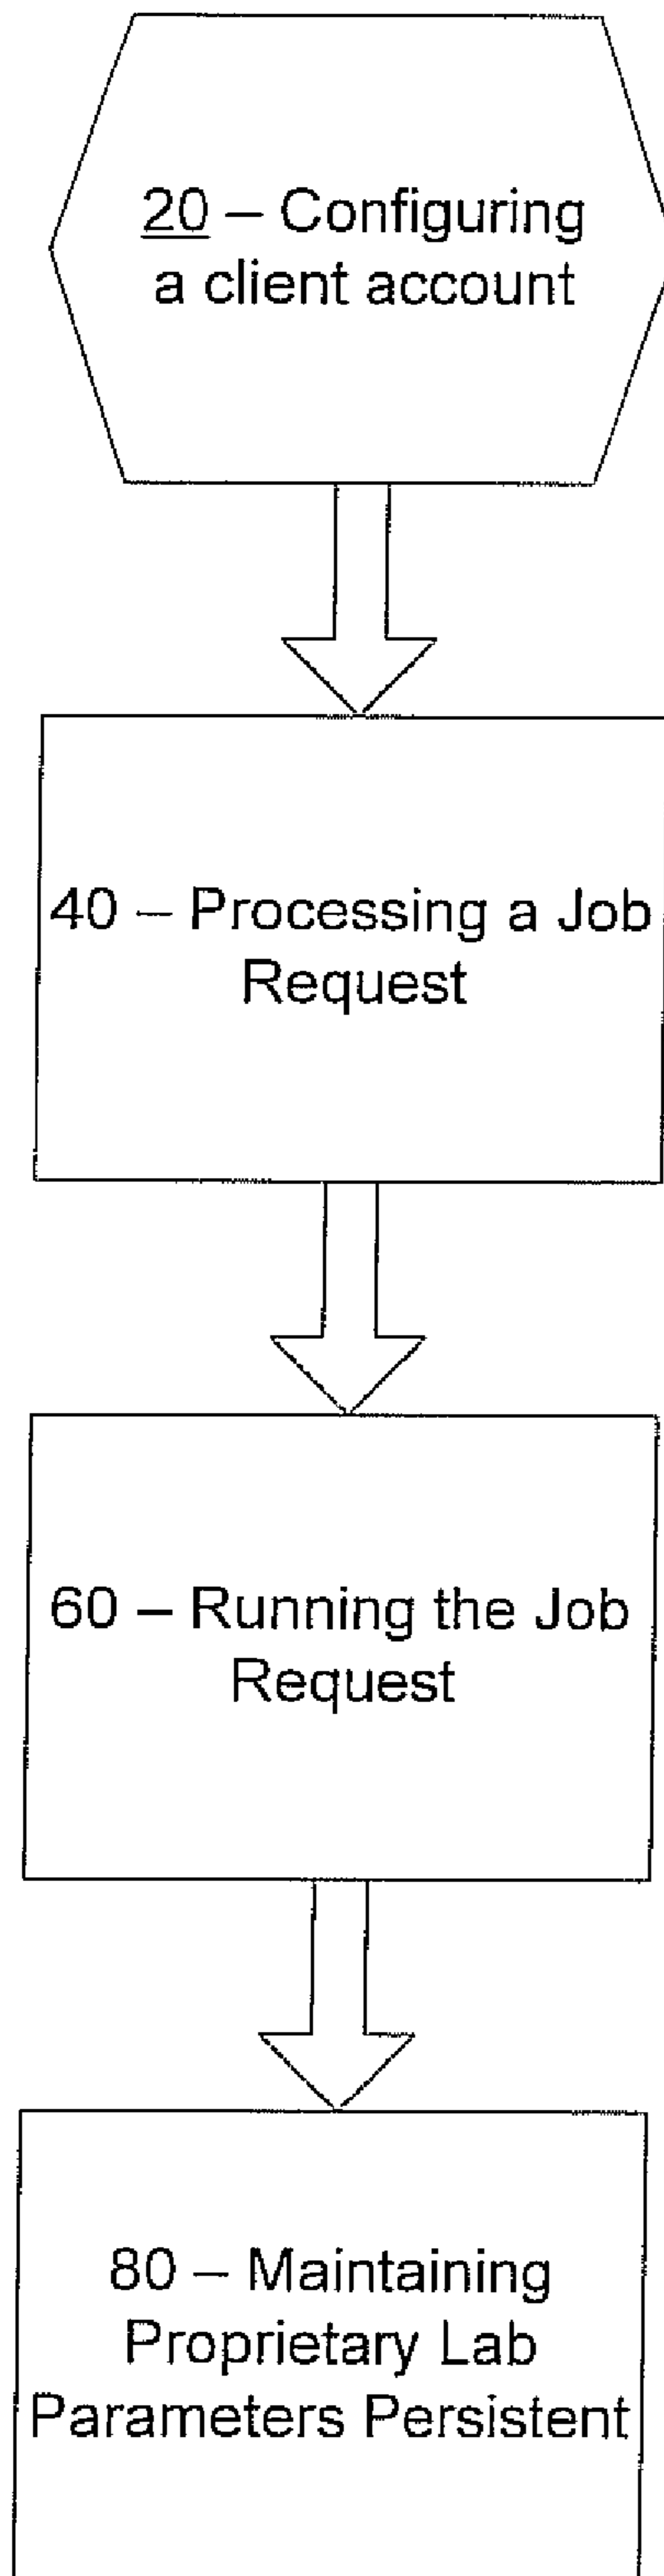 20 – Configuring
a client account
40 – Processing a Job
Request
60 – Running the Job
Request
80 – Maintaining
Proprietary Lab
Parameters Persistent